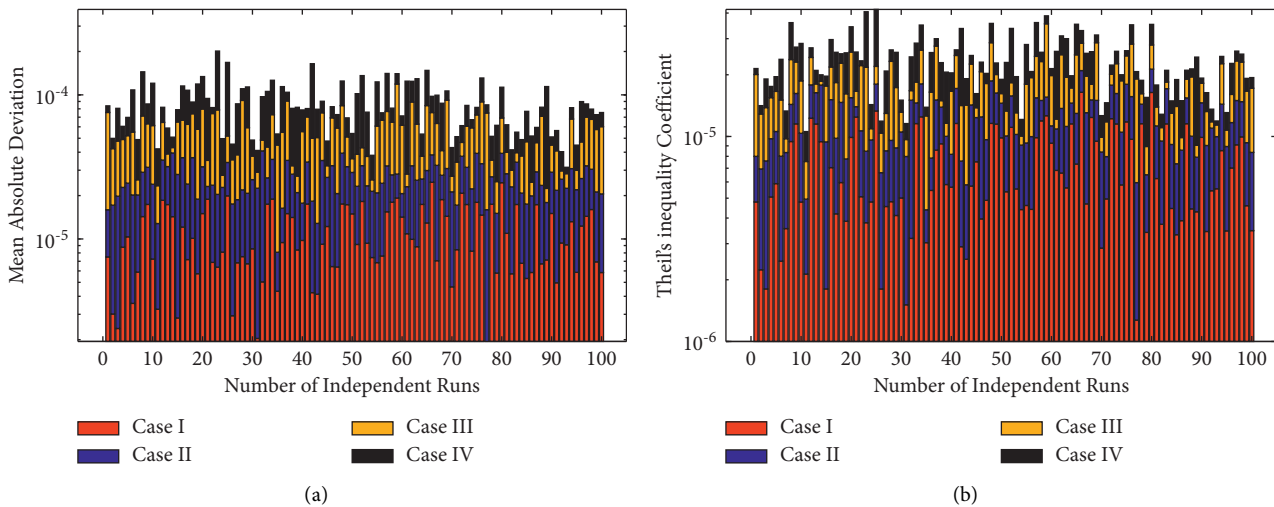 Mean Absolute Deviation
10-4
10-5
0 10 20 30 40 50 60 70 80 90 100
Number of Independent Runs
Case I
Case II
Case III
Case IV
(a)
Theil's inequality Coefficient
10-5
10-6
0 10 20 30 40 50 60 70 80 90 100
Number of Independent Runs
Case I
Case II
Case III
Case IV
(b)